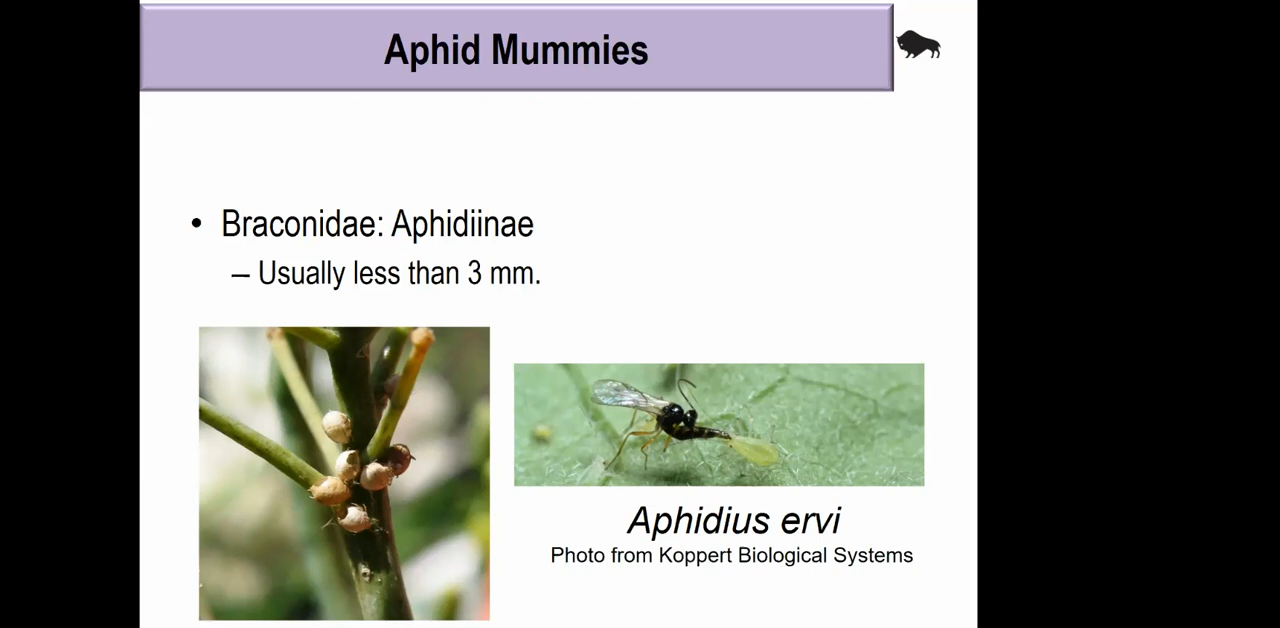 Aphid Mummies
• Braconidae: Aphidiinae
– Usually less than 3 mm.
Aphidius ervi
Photo from Koppert Biological Systems